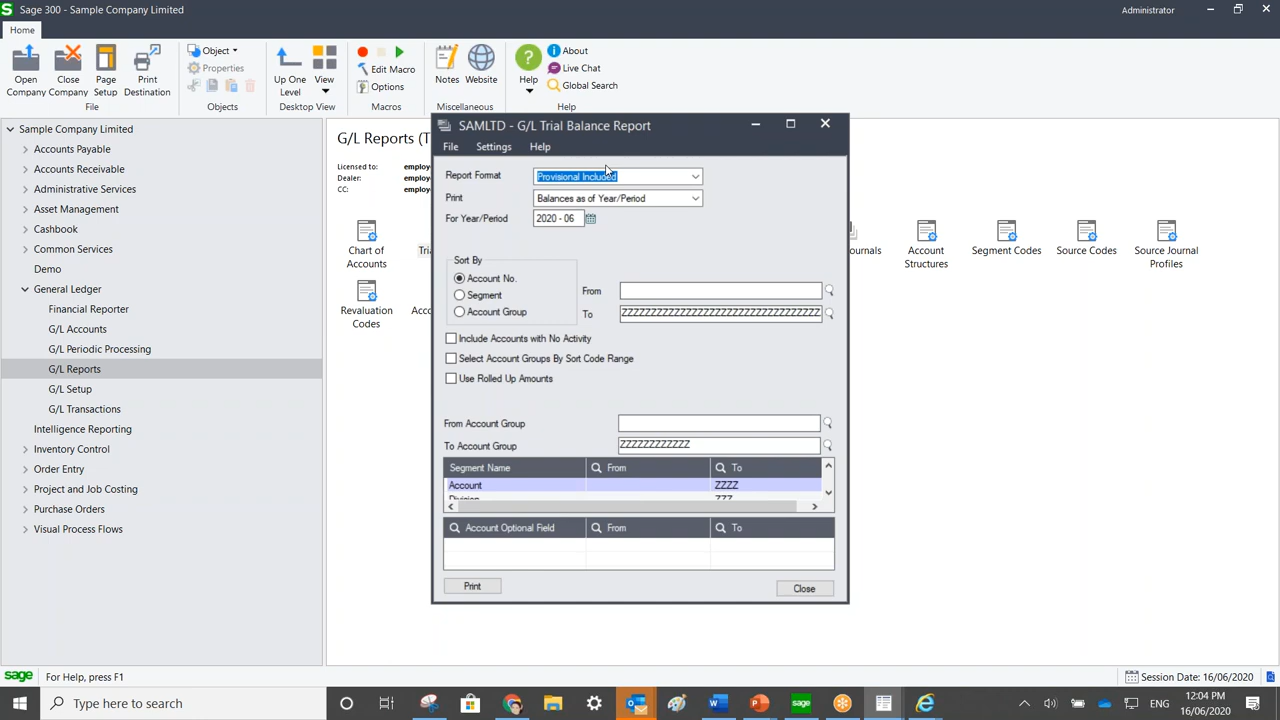 Sage 300 - Sample Company Limited
Administrator
Home
Open Company
Close Company
Page Setup
Print Destination
File
Object
Properties
Objects
Up One Level
View
Desktop View
Edit Macro
Options
Macros
Notes
Website
Miscellaneous
Help
About
Live Chat
Global Search
Help
Sample Company Limited
Accounts Payable
Accounts Receivable
Administrative Services
Asset Management
Cashbook
Common Services
Demo
General Ledger
Financial Reporter
G/L Accounts
G/L Periodic Processing
G/L Reports
G/L Setup
G/L Transactions
Intelligence Reporting
Inventory Control
Order Entry
Project and Job Costing
Purchase Orders
Visual Process Flows
G/L Reports (T
Licensed to: employ
Dealer: employ
CC: employ
Chart of Accounts
Revaluation Codes
ournals
Account Structures
Segment Codes
Source Codes
Source Journal Profiles
SAMLTD - G/L Trial Balance Report
File Settings Help
Report Format Provisional Included
Print Balances as of Year/Period
For Year/Period 2020 - 06
Sort By
Account No.
Segment
Account Group
From
To ZZZZZZZZZZZZZZZZZZZZZZZZZZZZZZZZZZ
Include Accounts with No Activity
Select Account Groups By Sort Code Range
Use Rolled Up Amounts
From Account Group
To Account Group ZZZZZZZZZZZZ
Segment Name From To
Account ZZZZ
Division ZZZ
Account Optional Field From To
Print Close
sage For Help, press F1
Session Date: 16/06/2020
Type here to search
ENG
12:04 PM
16/06/2020